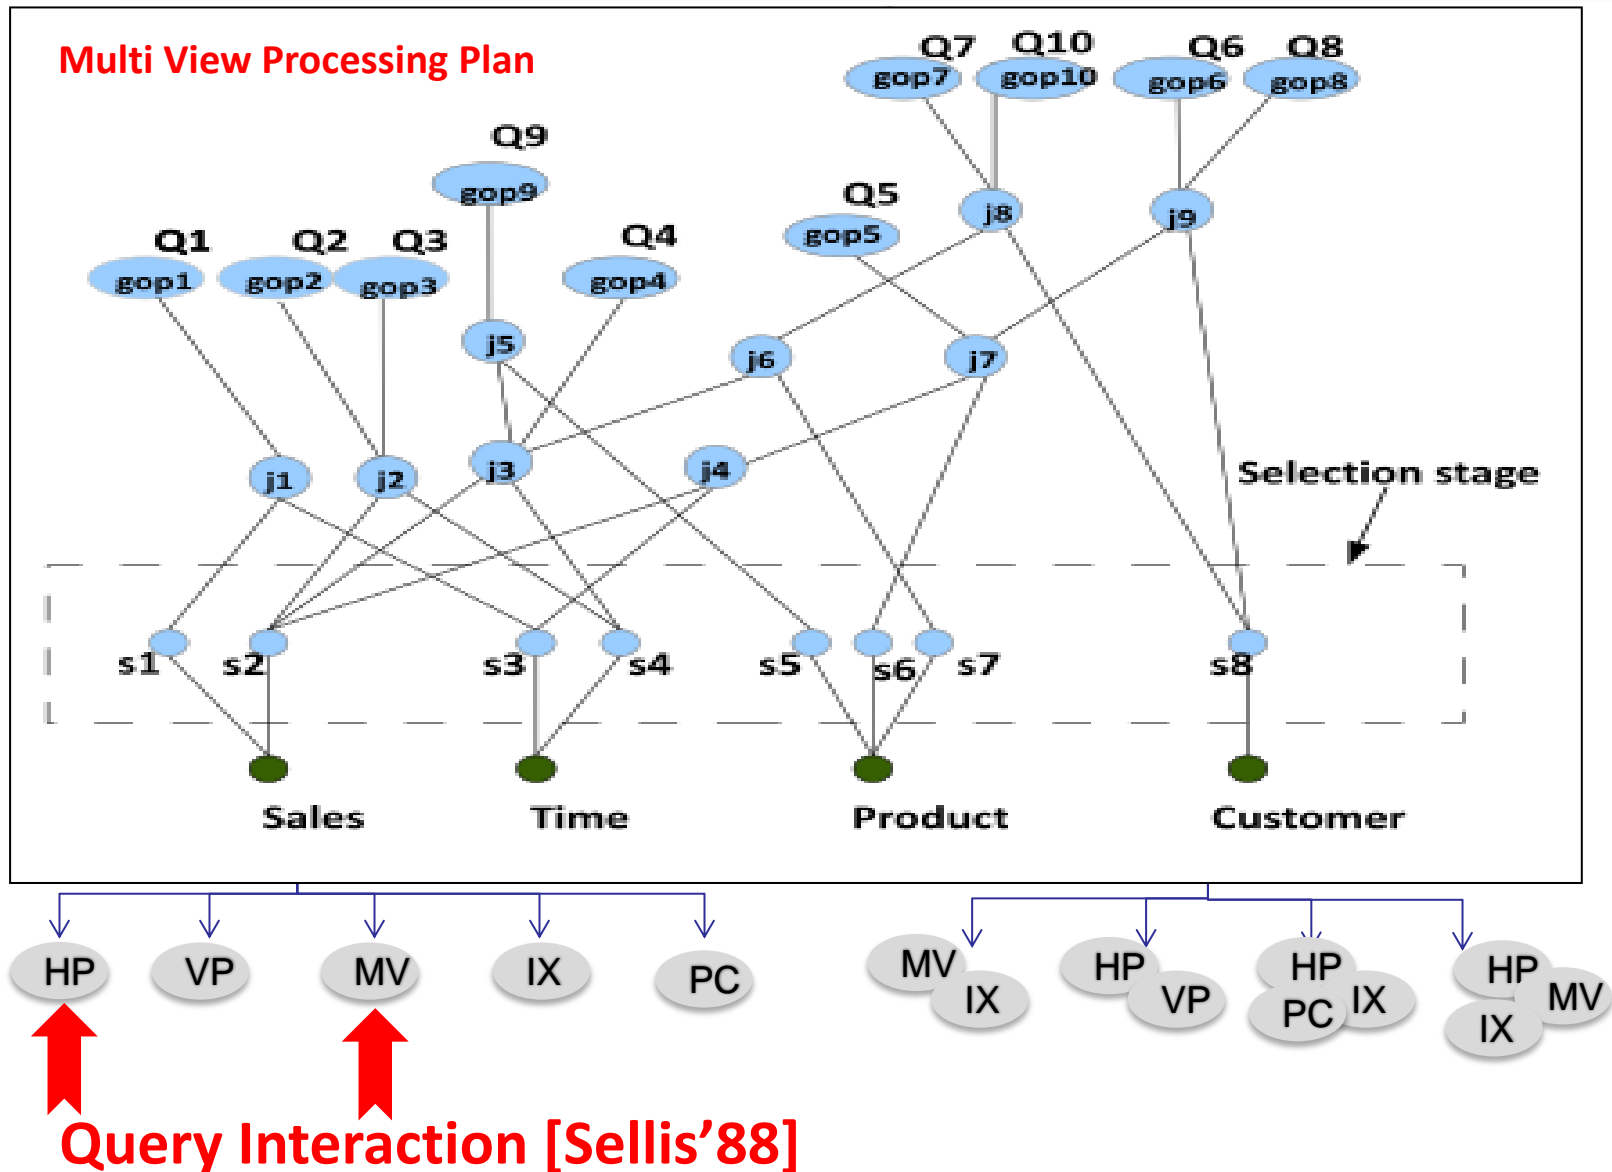 Multi View Processing Plan
Q7 Q10 Q6 Q8
gop7 gop10 gop6 gop8
Q9
gop9
Q5
gop5
j8 j9
Q1 Q2 Q3 Q4
gop1 gop2 gop3 gop4
j5 j6 j7
j1 j2 j3 j4
Selection stage
s1 s2 s3 s4 s5 s6 s7 s8
Sales Time Product Customer
HP VP MV IX PC
MV IX
HP VP
HP PC IX
HP MV IX
Query Interaction [Sellis’88]